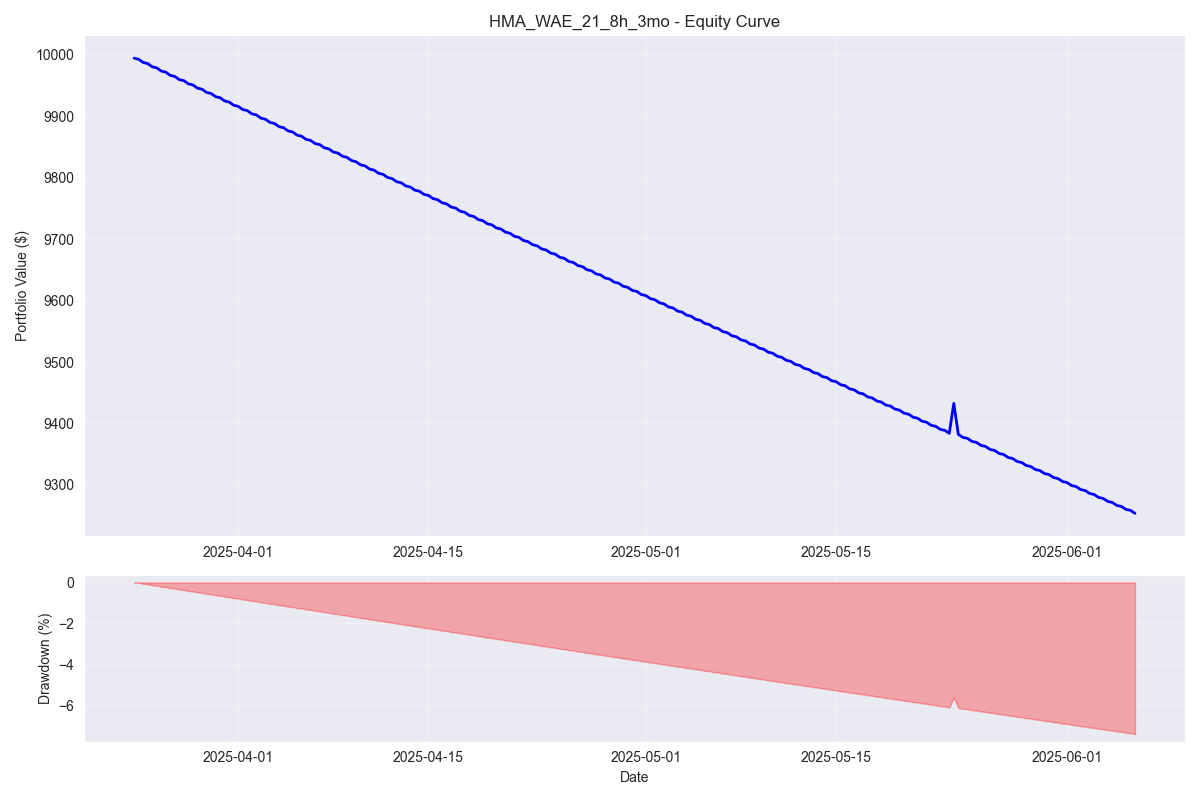 HMA_WAE_21_8h_3mo - Equity Curve
Portfolio Value ($)
10000
9900
9800
9700
9600
9500
9400
9300
2025-04-01 2025-04-15 2025-05-01 2025-05-15 2025-06-01
Drawdown (%)
0
−2
−4
−6
2025-04-01 2025-04-15 2025-05-01 2025-05-15 2025-06-01
Date